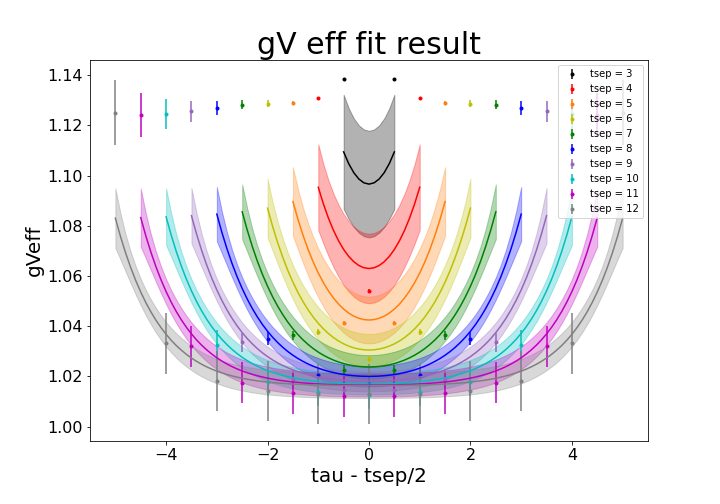 gV eff fit result
1.14
1.12
1.10
1.08
1.06
1.04
1.02
1.00
gVeff
−4
−2
0
2
4
tau - tsep/2
tsep = 3
tsep = 4
tsep = 5
tsep = 6
tsep = 7
tsep = 8
tsep = 9
tsep = 10
tsep = 11
tsep = 12